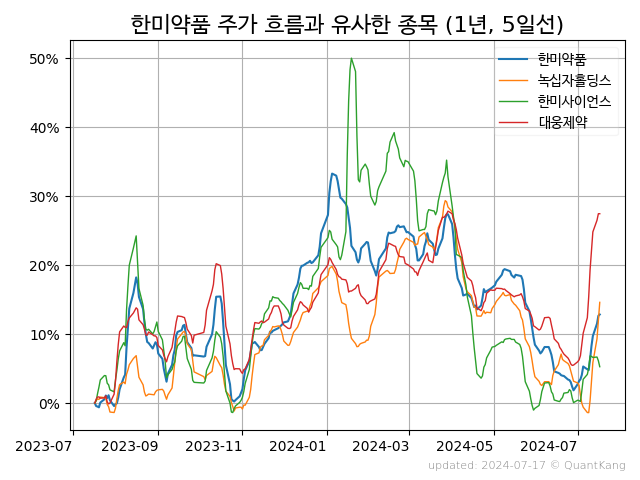 한미약품 주가 흐름과 유사한 종목 (1년, 5일선)
한미약품
녹십자홀딩스
한미사이언스
대웅제약
50%
40%
30%
20%
10%
0%
2023-07 2023-09 2023-11 2024-01 2024-03 2024-05 2024-07
updated: 2024-07-17 © QuantKang